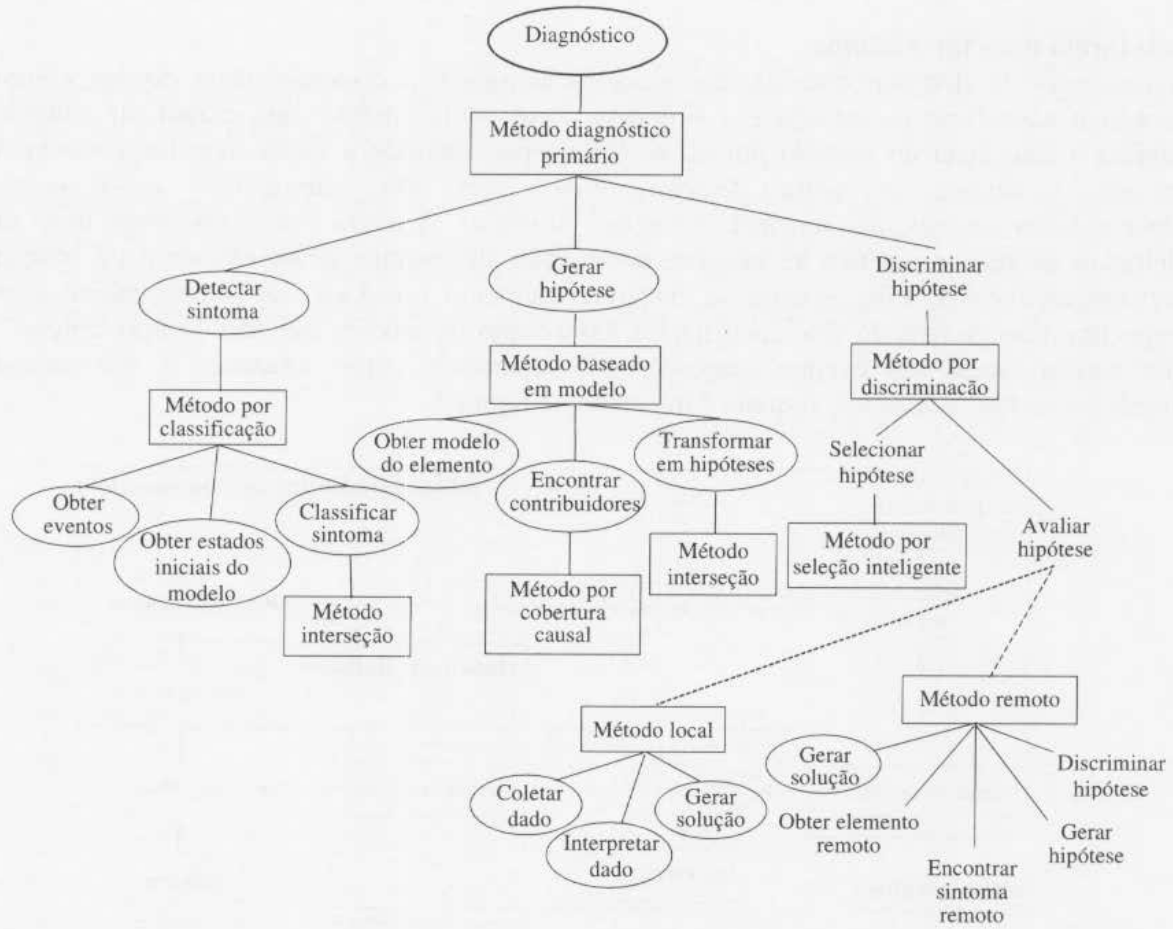 Diagnóstico
Método diagnóstico
primário
Detectar
sintoma
Gerar
hipótese
Discriminar
hipótese
Método por
classificação
Método baseado
em modelo
Método por
discriminação
Obter
eventos
Obter estados
iniciais do
modelo
Classificar
sintoma
Obter modelo
do elemento
Encontrar
contribuidores
Transformar
em hipóteses
Selecionar
hipótese
Avaliar
hipótese
Método
interseção
Método por
cobertura
causal
Método
interseção
Método por
seleção inteligente
Método local
Método remoto
Coletar
dado
Interpretar
dado
Gerar
solução
Gerar
solução
Obter elemento
remoto
Encontrar
sintoma
remoto
Gerar
hipótese
Discriminar
hipótese